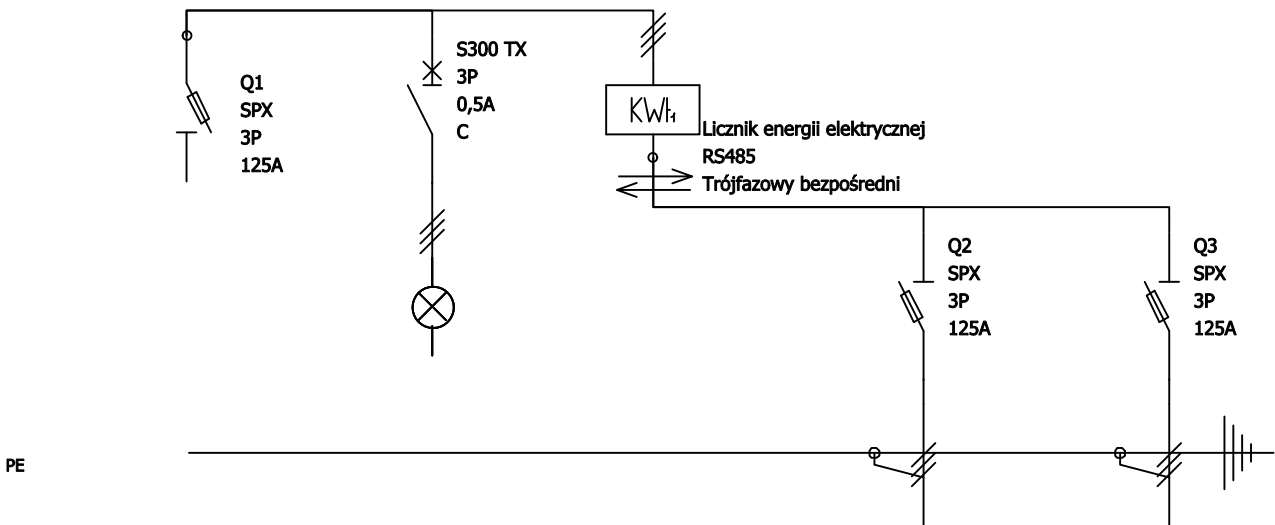 Q1
SPX
3P
125A
S300 TX
3P
0,5A
C
KWh
Licznik energii elektrycznej
RS485
Trójfazowy bezpośredni
Q2
SPX
3P
125A
Q3
SPX
3P
125A
PE